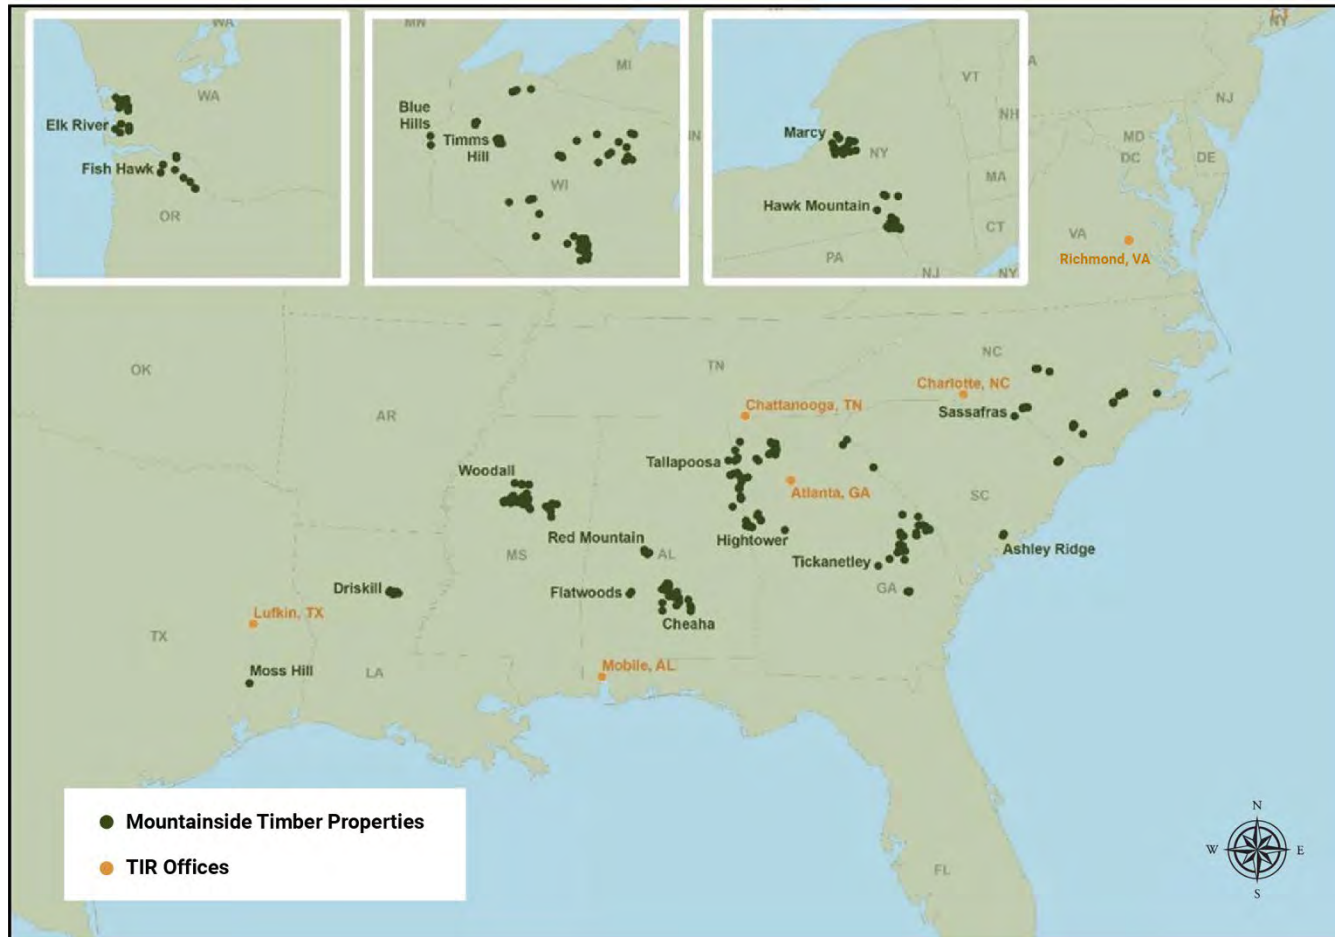 WA
WA
Elk River
Fish Hawk
OR
MN
MI
Blue
Hills
Timms
Hill
WI
IN
NY
VT
NH
Marcy
NY
MA
Hawk Mountain
CT
PA
NJ
NY
A
CT
NY
NJ
MD
DC
DE
VA
Richmond, VA
OK
AR
TN
NC
Charlotte, NC
Chattanooga, TN
Sassafras
Tallapoosa
Woodall
Atlanta, GA
SC
Red Mountain
AL
Hightower
MS
Ashley Ridge
Tickanetley
Driskill
Flatwoods
GA
Cheaha
Lufkin, TX
TX
Moss Hill
LA
Mobile, AL
FL
Mountainside Timber Properties
TIR Offices
N
W
E
S